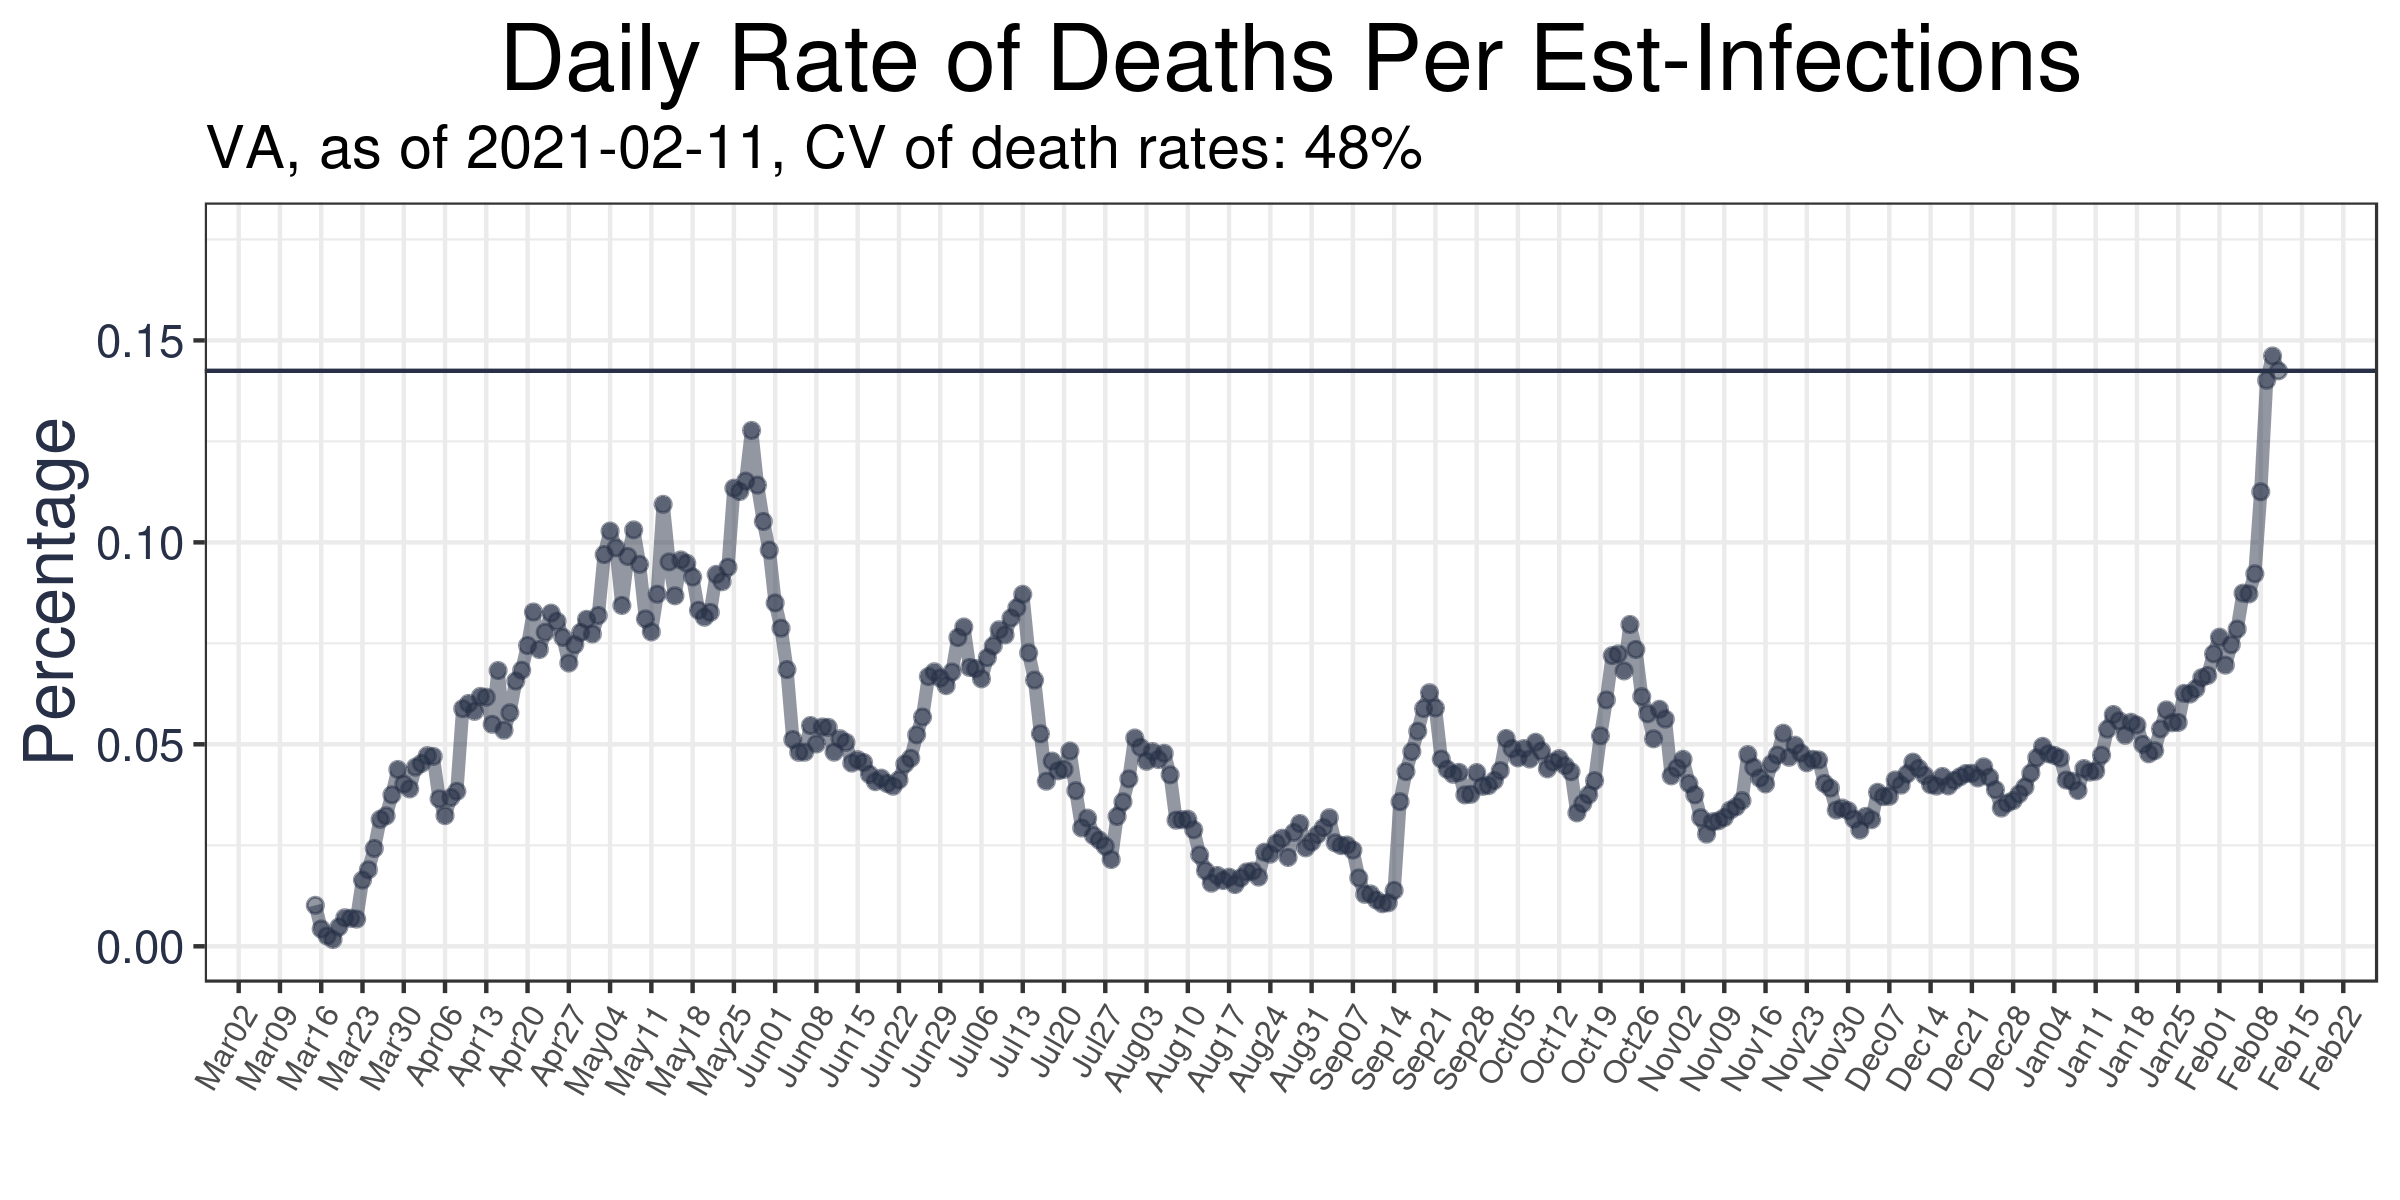 Daily Rate of Deaths Per Est-Infections
VA, as of 2021-02-11, CV of death rates: 48%
Percentage
0.15
0.10
0.05
0.00
Mar02
Mar09
Mar16
Mar23
Mar30
Apr06
Apr13
Apr20
Apr27
May04
May11
May18
May25
Jun01
Jun08
Jun15
Jun22
Jun29
Jul06
Jul13
Jul20
Jul27
Aug03
Aug10
Aug17
Aug24
Aug31
Sep07
Sep14
Sep21
Sep28
Oct05
Oct12
Oct19
Oct26
Nov02
Nov09
Nov16
Nov23
Nov30
Dec07
Dec14
Dec21
Dec28
Jan04
Jan11
Jan18
Jan25
Feb01
Feb08
Feb15
Feb22